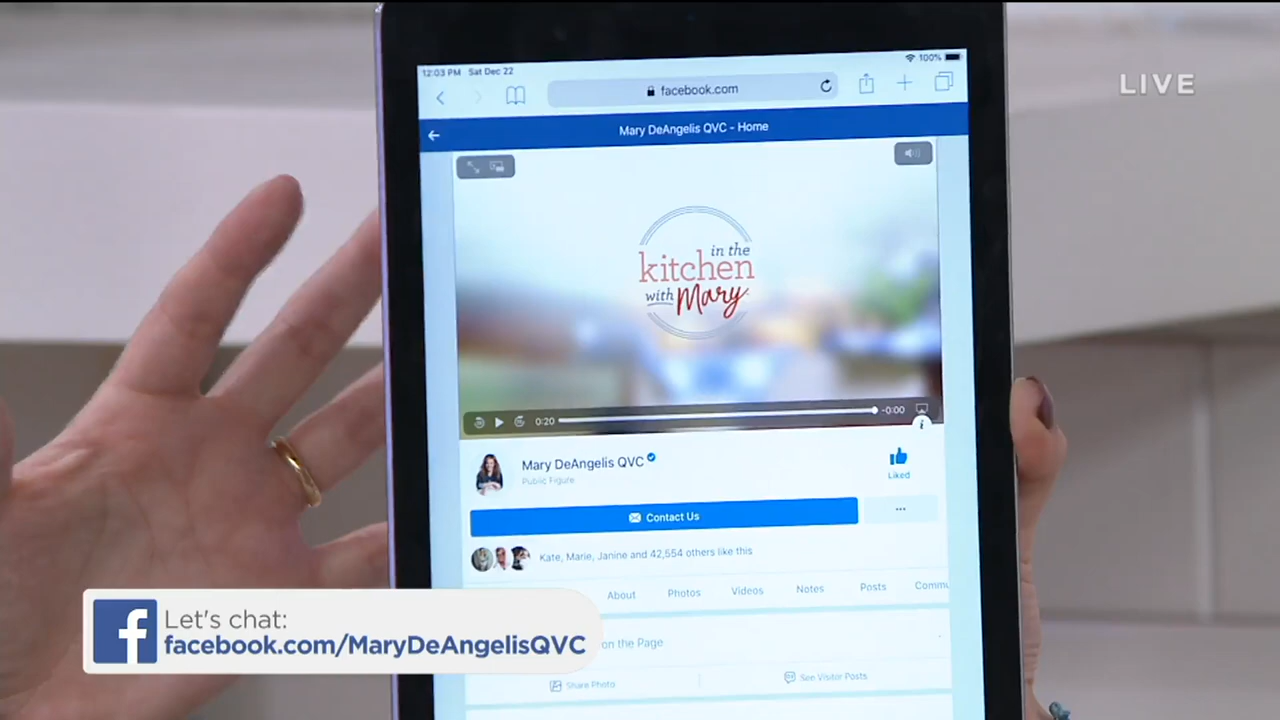 12:03 PM Sat Dec 22
100%
facebook.com
LIVE
Mary DeAngelis QVC - Home
in the
kitchen
with Mary
0:20
-0:00
Mary DeAngelis QVC
Public Figure
Liked
Contact Us
Kate, Marie, Janine and 42,554 others like this
About Photos Videos Notes Posts Commu
on the Page
Share Photo
See Visitor Posts
f
Let's chat:
facebook.com/MaryDeAngelisQVC